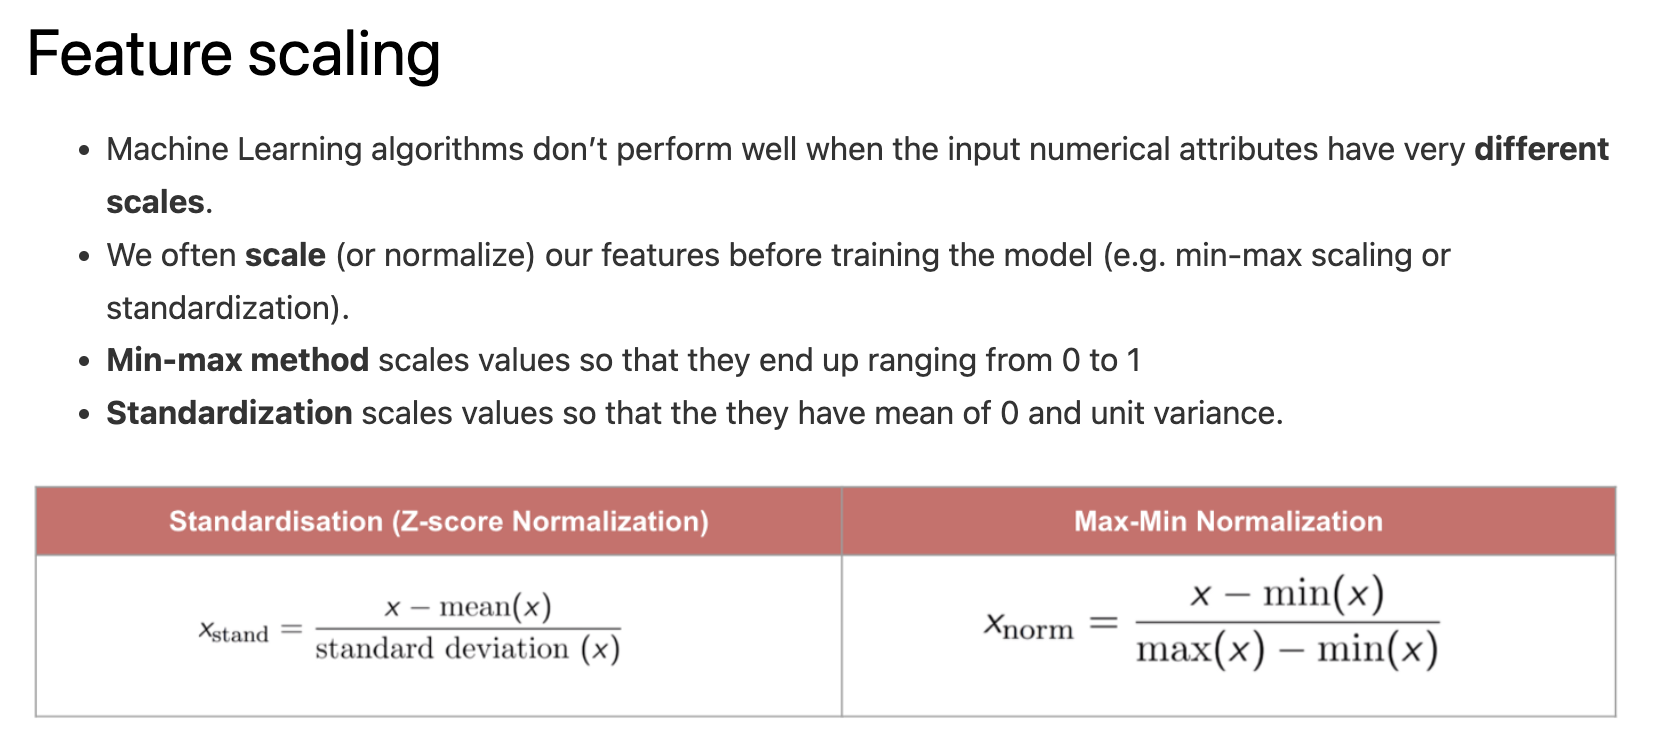 Feature scaling
• Machine Learning algorithms don’t perform well when the input numerical attributes have very different
scales.
• We often scale (or normalize) our features before training the model (e.g. min-max scaling or
standardization).
• Min-max method scales values so that they end up ranging from 0 to 1
• Standardization scales values so that the they have mean of 0 and unit variance.
Standardisation (Z-score Normalization)
Max-Min Normalization
x_stand = (x − mean(x)) / (standard deviation (x))
x_norm = (x − min(x)) / (max(x) − min(x))